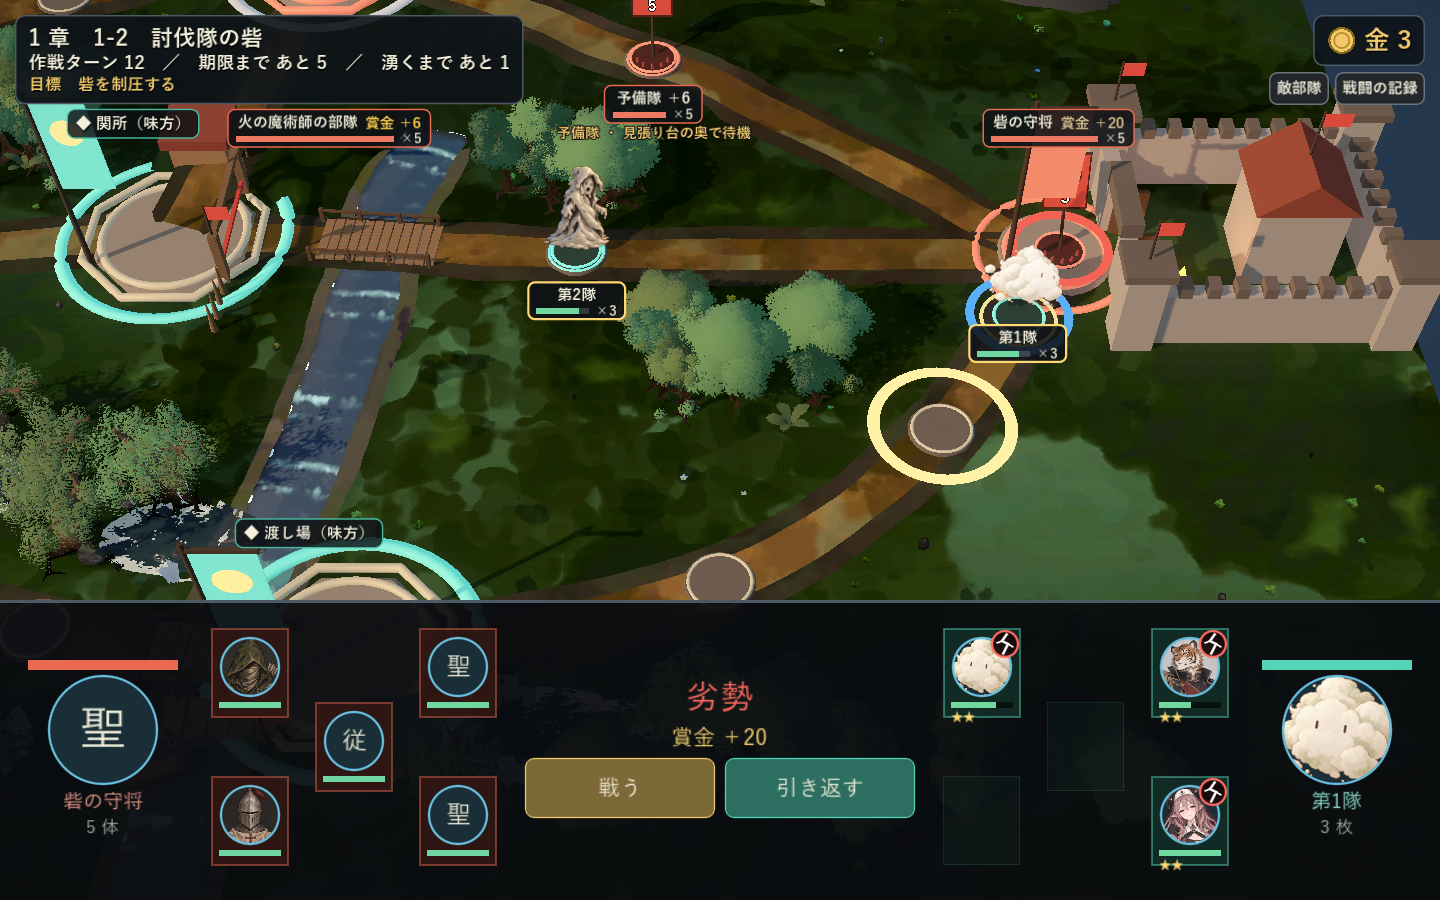 1 章　1-2　討伐隊の砦
作戦ターン 12　／　期限まで あと 5　／　湧くまで あと 1
目標　砦を制圧する
金 3
敵部隊
戦闘の記録
5
予備隊 +6
×5
予備隊 ・ 見張り台の奥で待機
◆ 関所（味方）
火の魔術師の部隊 賞金 +6
×5
砦の守将 賞金 +20
×5
第2隊
×3
第1隊
×3
◆ 渡し場（味方）
聖
砦の守将
5 体
聖
従
聖
劣勢
賞金 +20
戦う
引き返す
★★
★★
★★
第1隊
3 枚